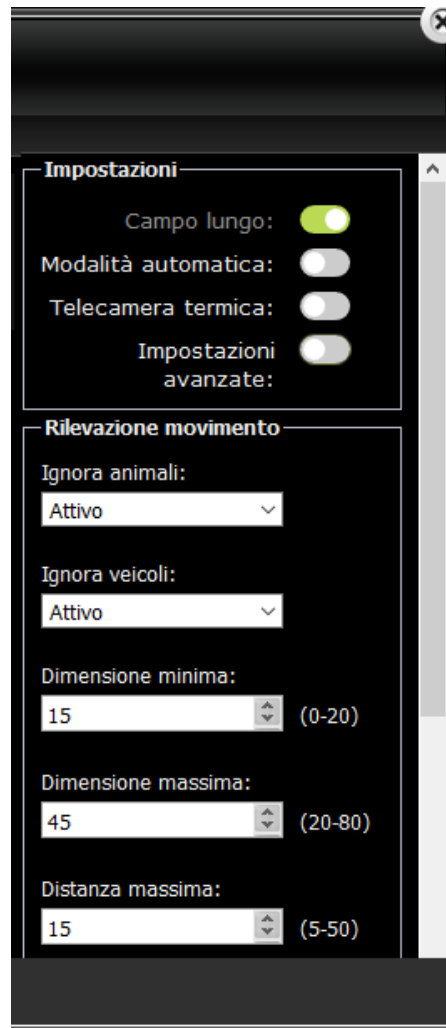 Impostazioni
Campo lungo:
Modalità automatica:
Telecamera termica:
Impostazioni
avanzate:
Rilevazione movimento
Ignora animali:
Attivo
Ignora veicoli:
Attivo
Dimensione minima:
15 (0-20)
Dimensione massima:
45 (20-80)
Distanza massima:
15 (5-50)